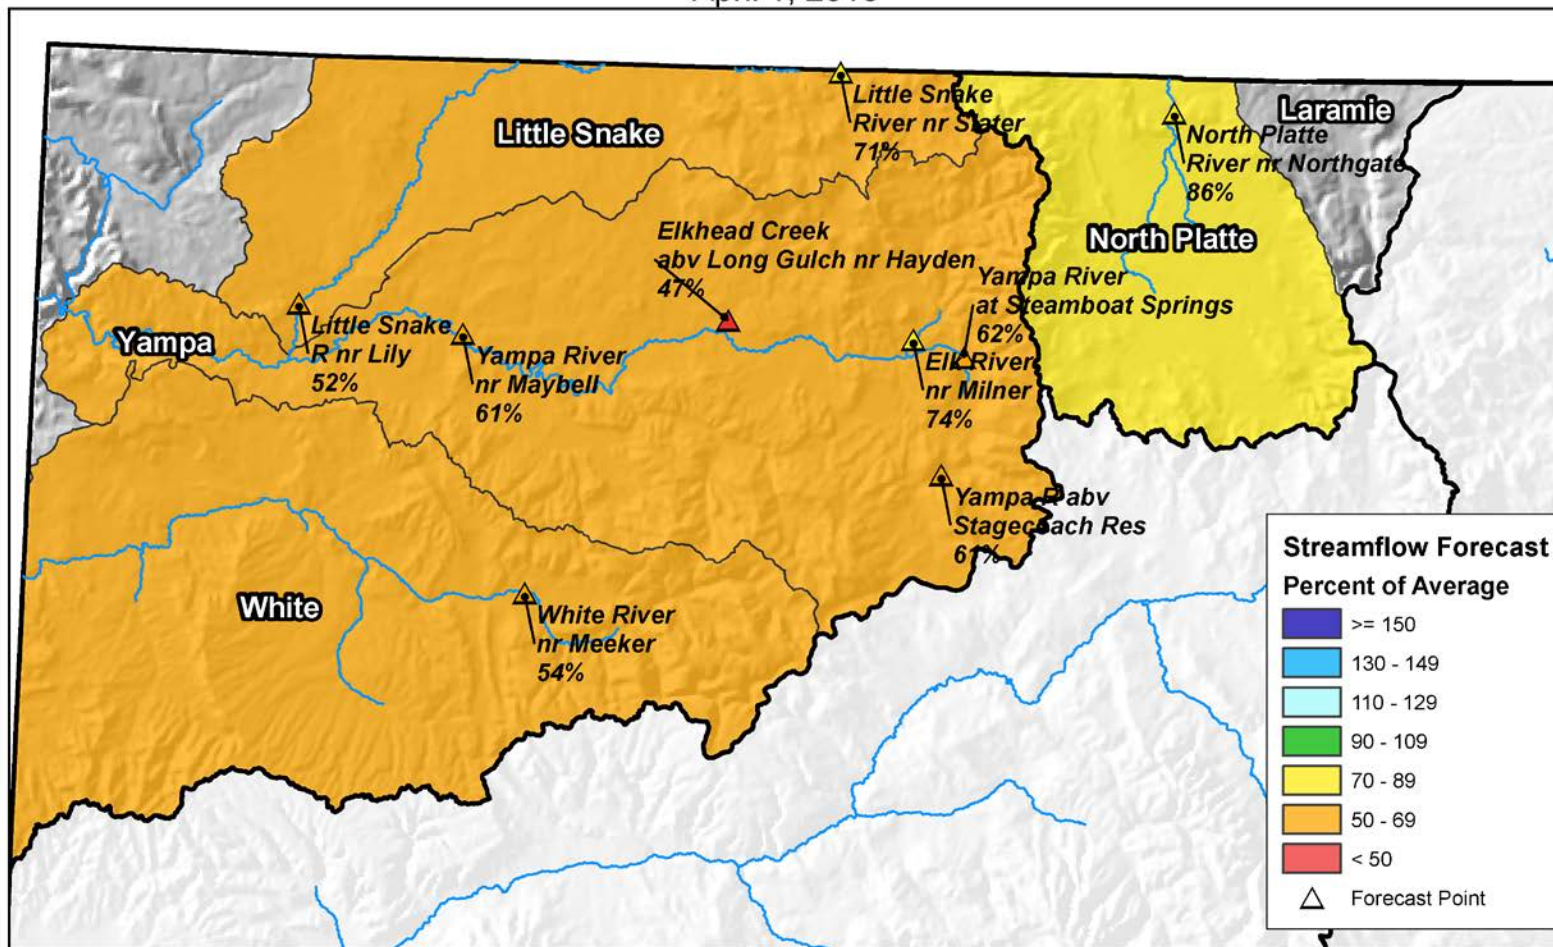 Little Snake
Little Snake
River nr Slater
71%
Laramie
North Platte
River nr Northgate
86%
North Platte
Elkhead Creek
abv Long Gulch nr Hayden
47%
Yampa River
at Steamboat Springs
62%
Yampa
Little Snake
R nr Lily
52%
Yampa River
nr Maybell
61%
Elk River
nr Milner
74%
Yampa R abv
Stagecoach Res
61%
White
White River
nr Meeker
54%
Streamflow Forecast
Percent of Average
>= 150
130 - 149
110 - 129
90 - 109
70 - 89
50 - 69
< 50
Forecast Point